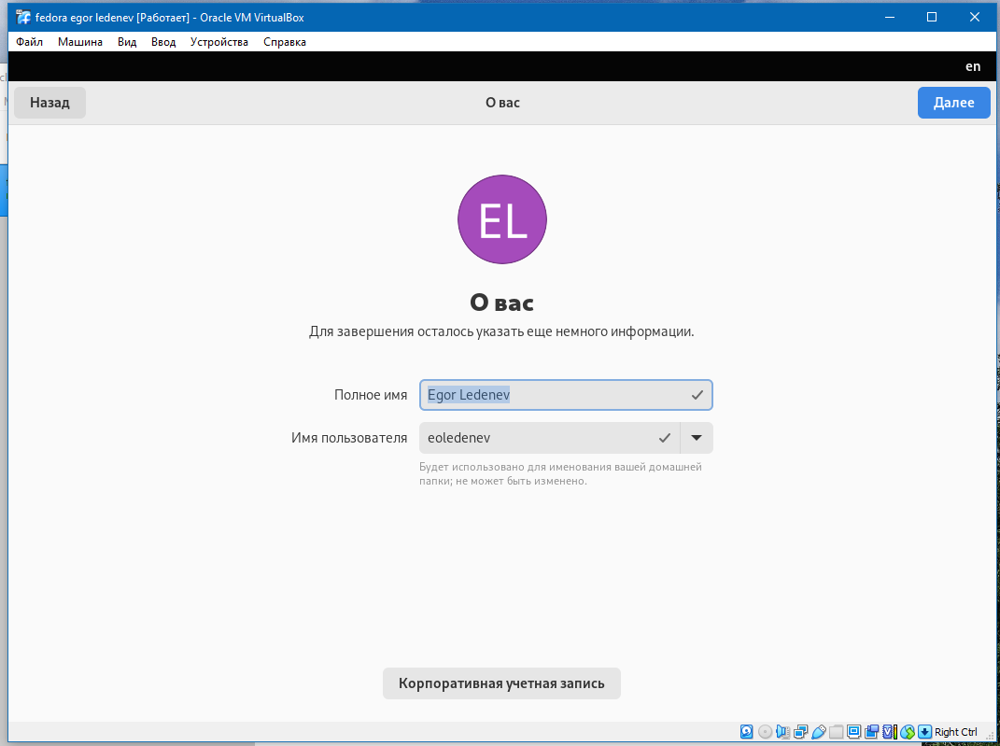 fedora egor ledenev [Работает] - Oracle VM VirtualBox
Файл Машина Вид Ввод Устройства Справка
en
Назад О вас Далее
EL
О вас
Для завершения осталось указать еще немного информации.
Полное имя Egor Ledenev
Имя пользователя eoledenev
Будет использовано для именования вашей домашней
папки; не может быть изменено.
Корпоративная учетная запись
Right Ctrl